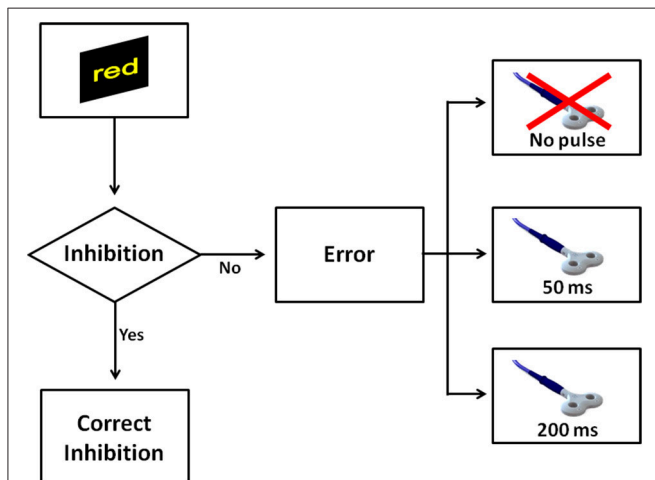 red
No pulse
Inhibition
No
Error
50 ms
Yes
Correct
Inhibition
200 ms